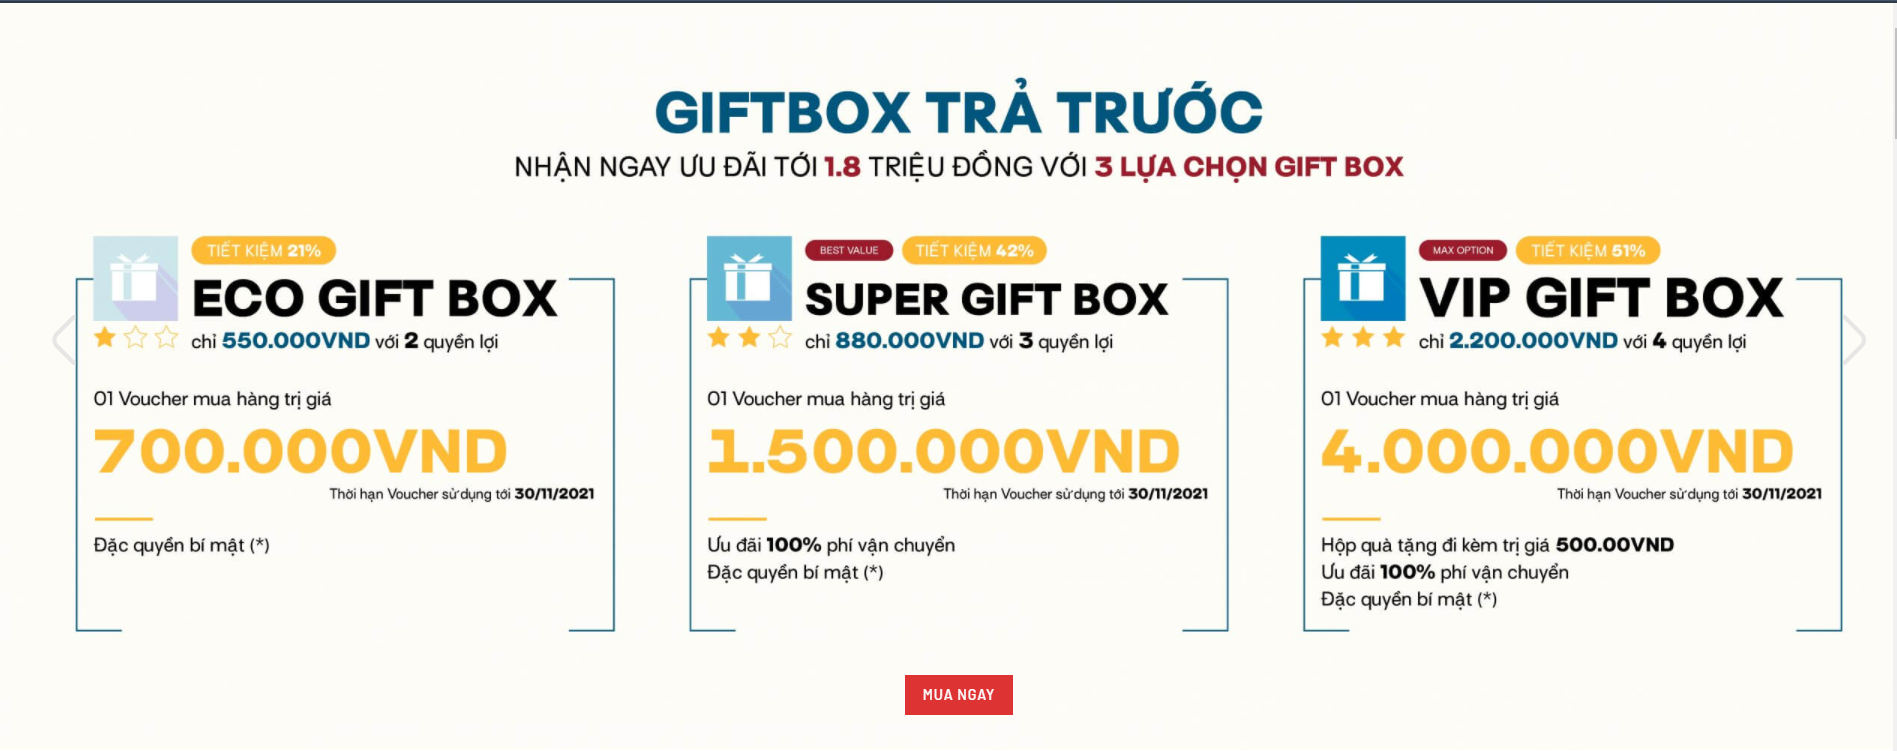 GIFTBOX TRẢ TRƯỚC
NHẬN NGAY ƯU ĐÃI TỚI 1.8 TRIỆU ĐỒNG VỚI 3 LỰA CHỌN GIFT BOX
TIẾT KIỆM 21%
ECO GIFT BOX
chỉ 550.000VND với 2 quyền lợi
01 Voucher mua hàng trị giá
700.000VND
Thời hạn Voucher sử dụng tới 30/11/2021
Đặc quyền bí mật (*)
BEST VALUE
TIẾT KIỆM 42%
SUPER GIFT BOX
chỉ 880.000VND với 3 quyền lợi
01 Voucher mua hàng trị giá
1.500.000VND
Thời hạn Voucher sử dụng tới 30/11/2021
Ưu đãi 100% phí vận chuyển
Đặc quyền bí mật (*)
MAX OPTION
TIẾT KIỆM 51%
VIP GIFT BOX
chỉ 2.200.000VND với 4 quyền lợi
01 Voucher mua hàng trị giá
4.000.000VND
Thời hạn Voucher sử dụng tới 30/11/2021
Hộp quà tặng đi kèm trị giá 500.00VND
Ưu đãi 100% phí vận chuyển
Đặc quyền bí mật (*)
MUA NGAY